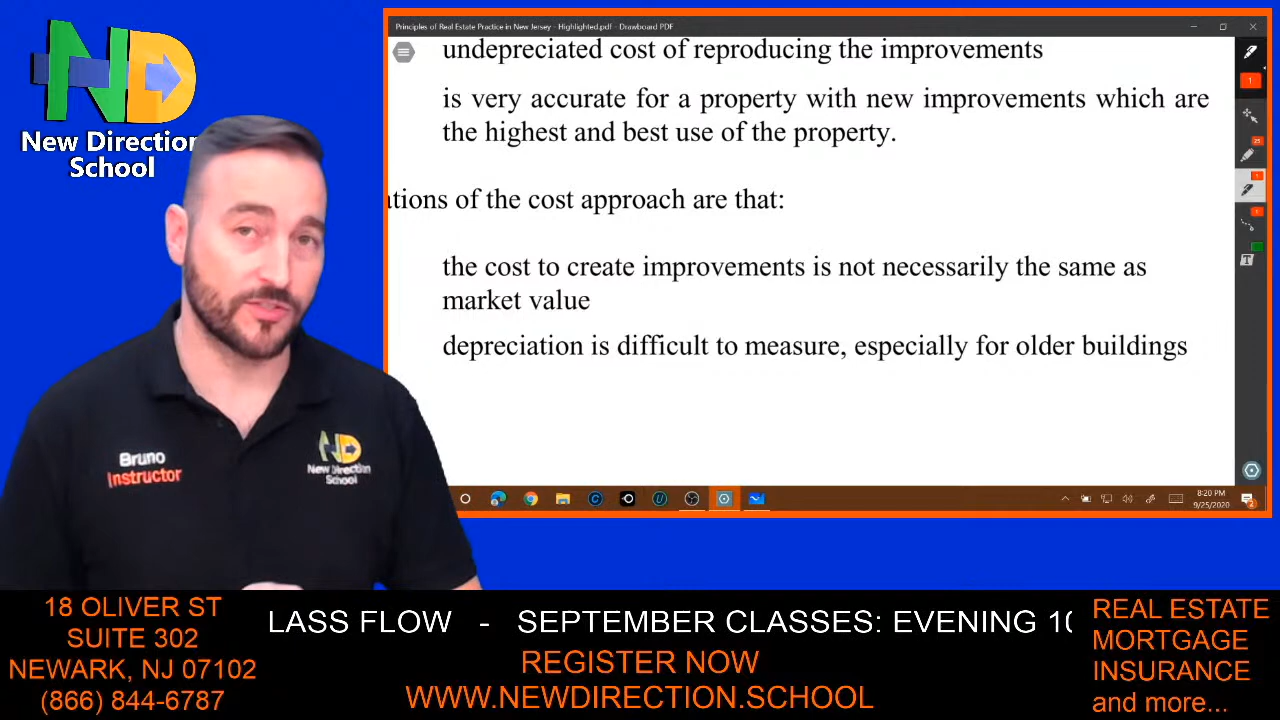 New Direction
School
Principles of Real Estate Practice in New Jersey - Highlighted.pdf - Drawboard PDF
undepreciated cost of reproducing the improvements
is very accurate for a property with new improvements which are
the highest and best use of the property.
ations of the cost approach are that:
the cost to create improvements is not necessarily the same as
market value
depreciation is difficult to measure, especially for older buildings
Bruno
Instructor
New Direction
School
8:20 PM
9/25/2020
18 OLIVER ST
SUITE 302
NEWARK, NJ 07102
(866) 844-6787
LASS FLOW - SEPTEMBER CLASSES: EVENING 10
REGISTER NOW
WWW.NEWDIRECTION.SCHOOL
REAL ESTATE
MORTGAGE
INSURANCE
and more...